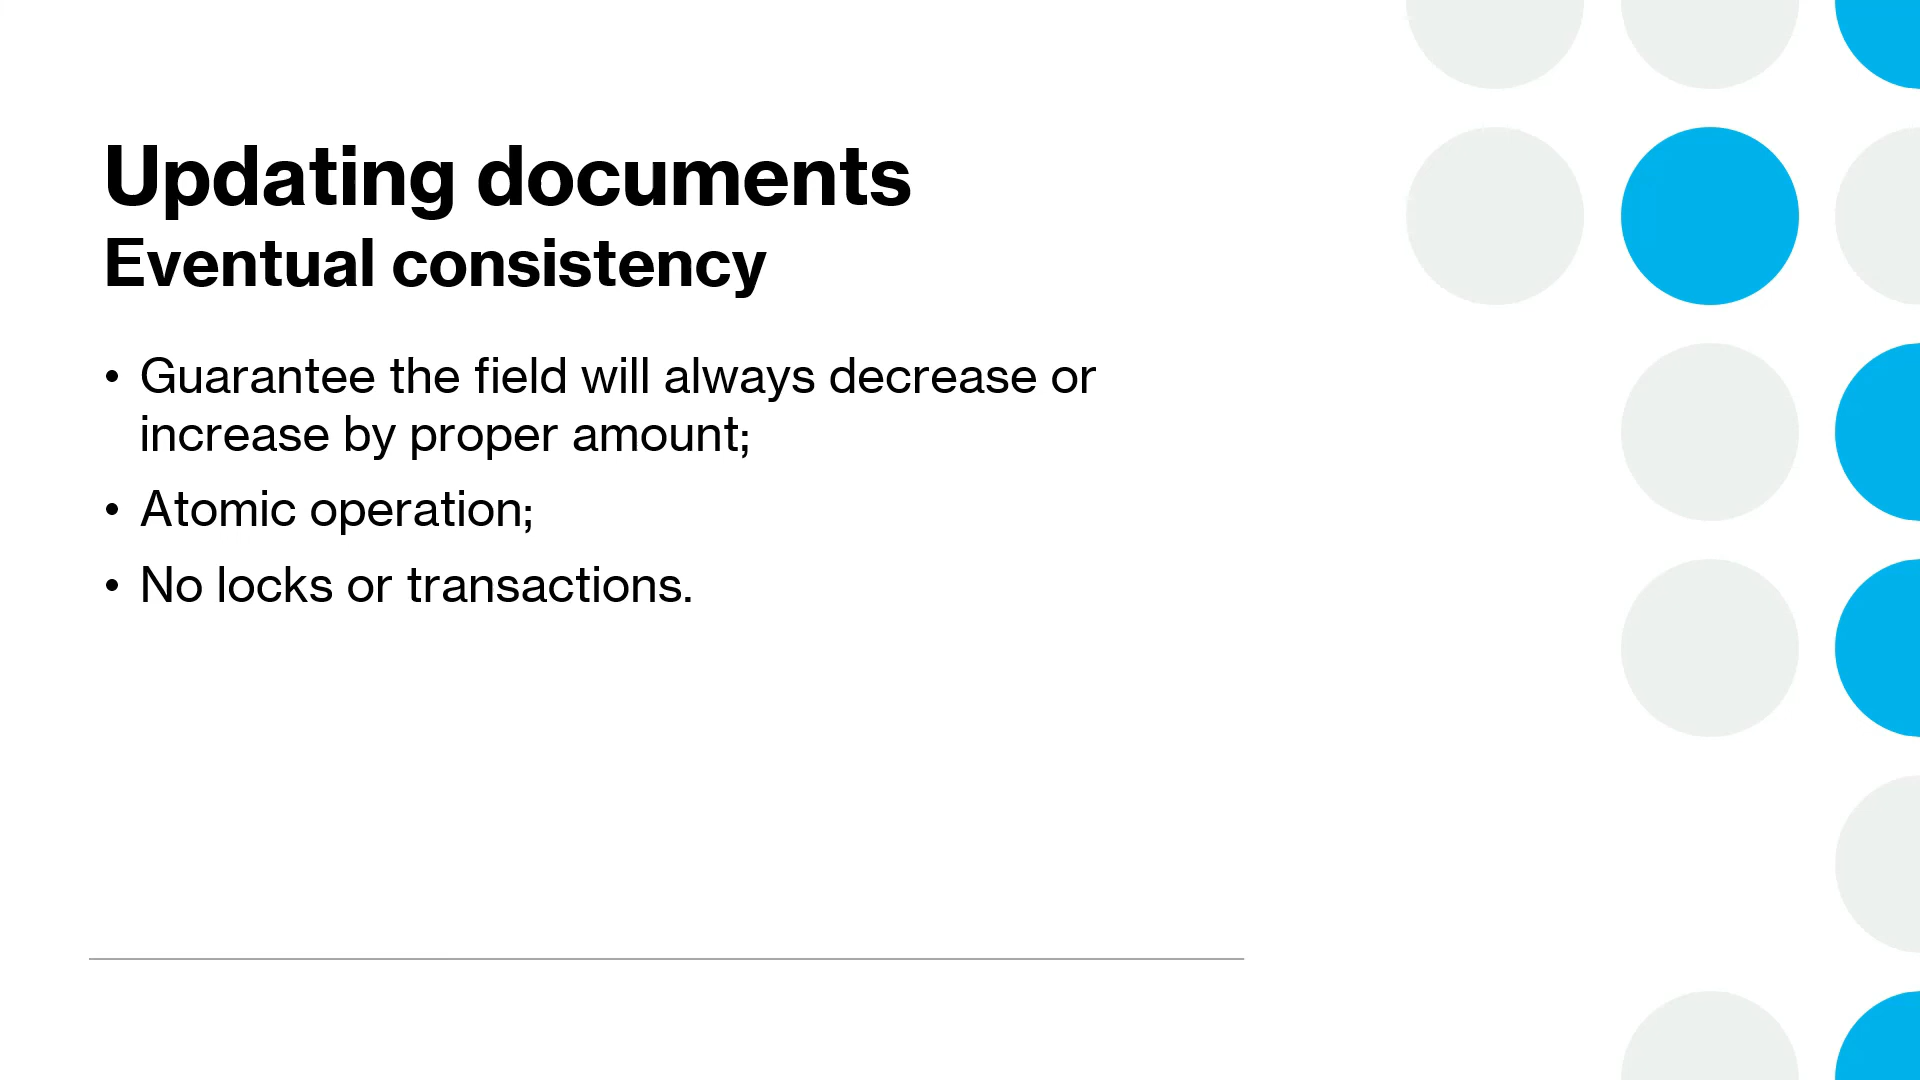 Updating documents
Eventual consistency
• Guarantee the field will always decrease or
increase by proper amount;
• Atomic operation;
• No locks or transactions.